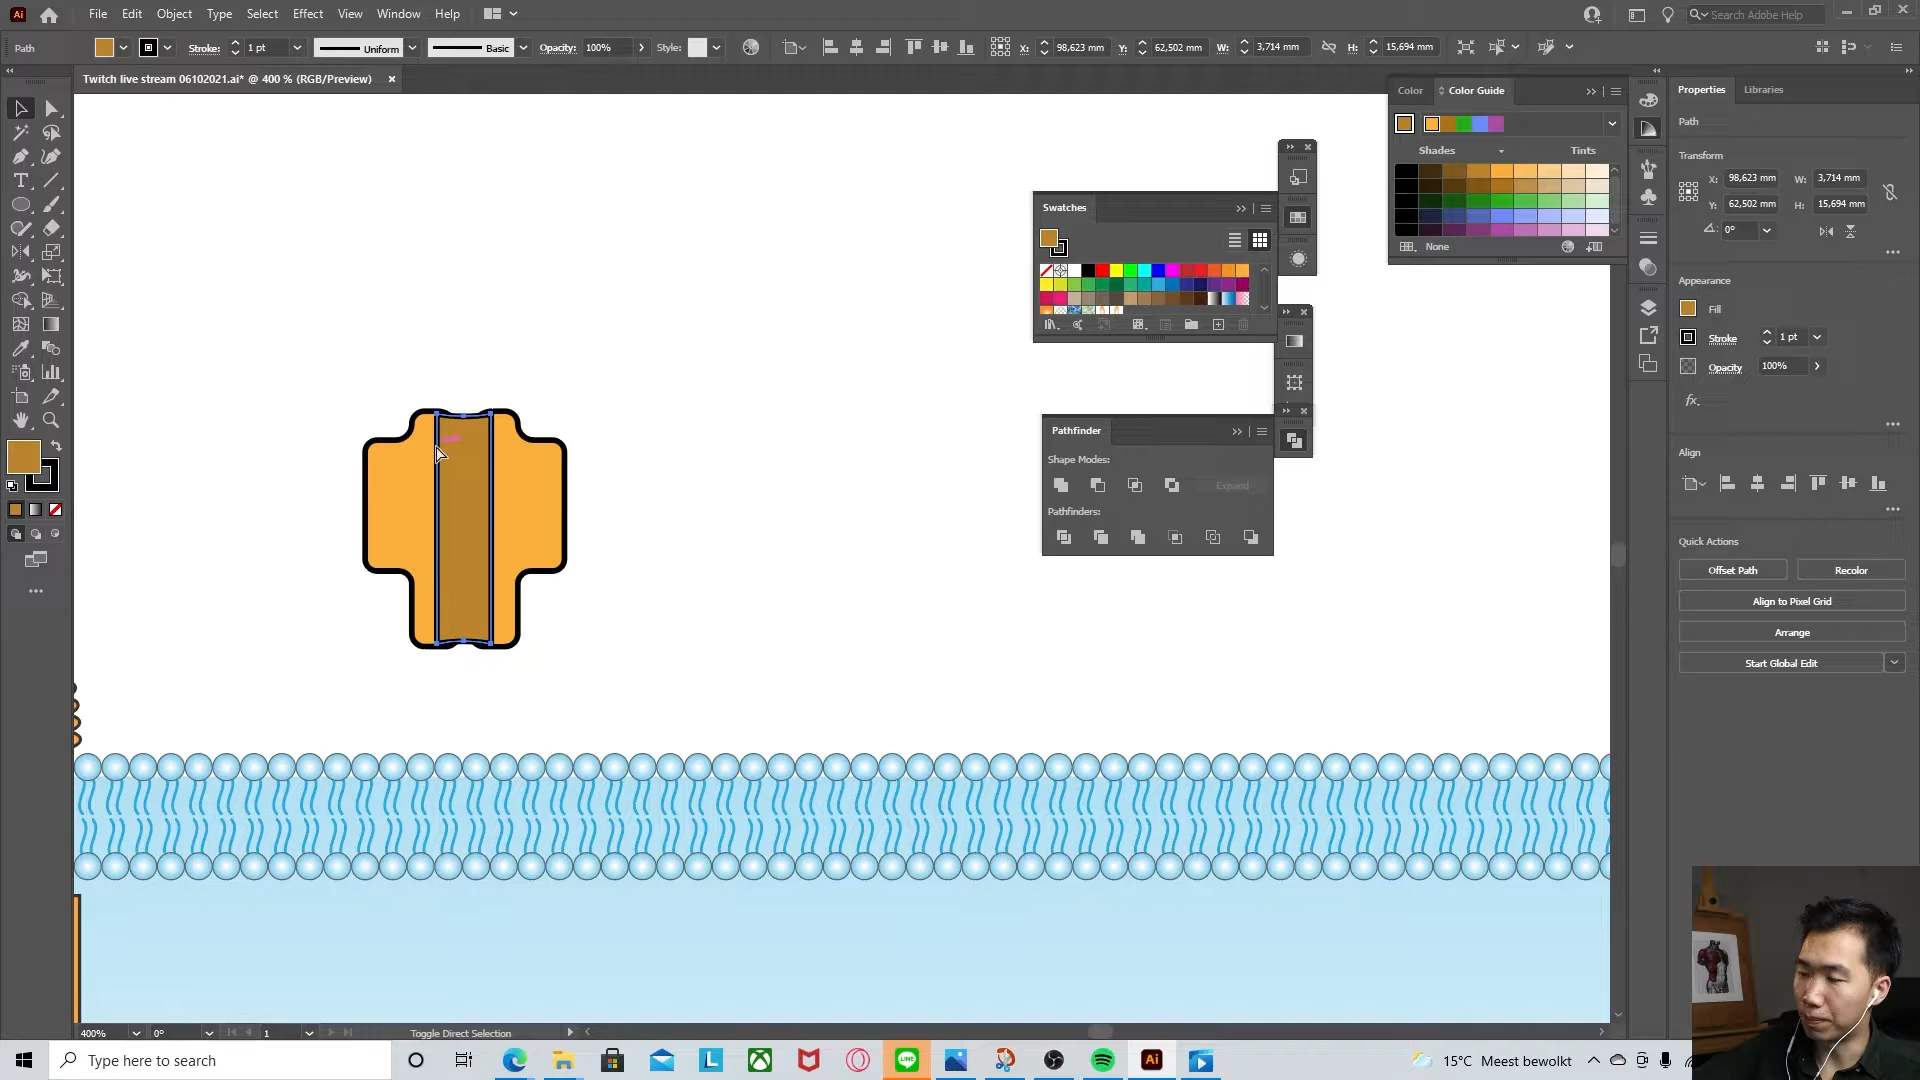 File Edit Object Type Select Effect View Window Help
Search Adobe Help
Path
Stroke: 1 pt Uniform Basic Opacity: 100% Style: X: 98,623 mm Y: 62,502 mm W: 3,714 mm H: 15,694 mm
Twitch live stream 06102021.ai* @ 400 % (RGB/Preview)
Color Color Guide
Shades Tints
None
Swatches
Pathfinder
Shape Modes:
Expand
Pathfinders:
Properties Libraries
Path
Transform
X: 98,623 mm W: 3,714 mm
Y: 62,502 mm H: 15,694 mm
0°
Appearance
Fill
Stroke 1 pt
Opacity 100%
fx.
Align
Quick Actions
Offset Path Recolor
Align to Pixel Grid
Arrange
Start Global Edit
400% 0° 1 Toggle Direct Selection
Type here to search
LINE
Ai
15°C Meest bewolkt